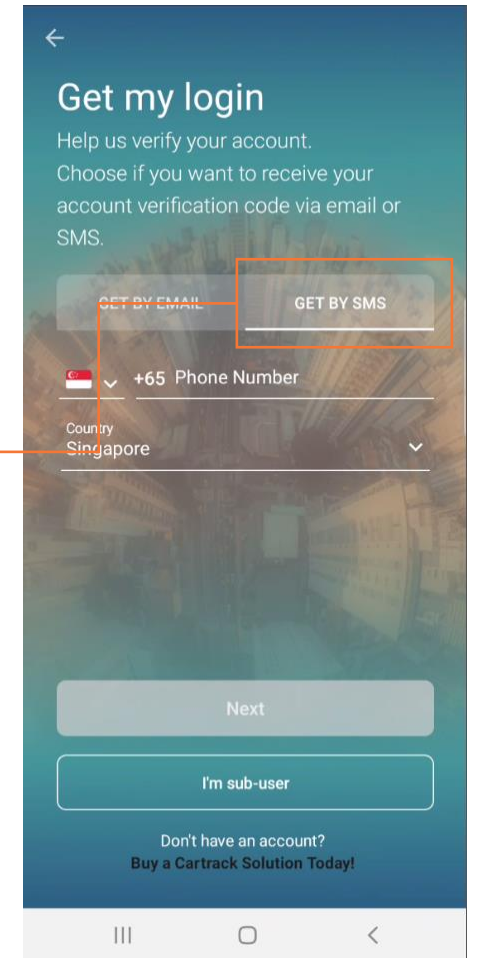 Get my login
Help us verify your account.
Choose if you want to receive your
account verification code via email or
SMS.
GET BY EMAIL GET BY SMS
+65 Phone Number
Country
Singapore
Next
I'm sub-user
Don't have an account?
Buy a Cartrack Solution Today!